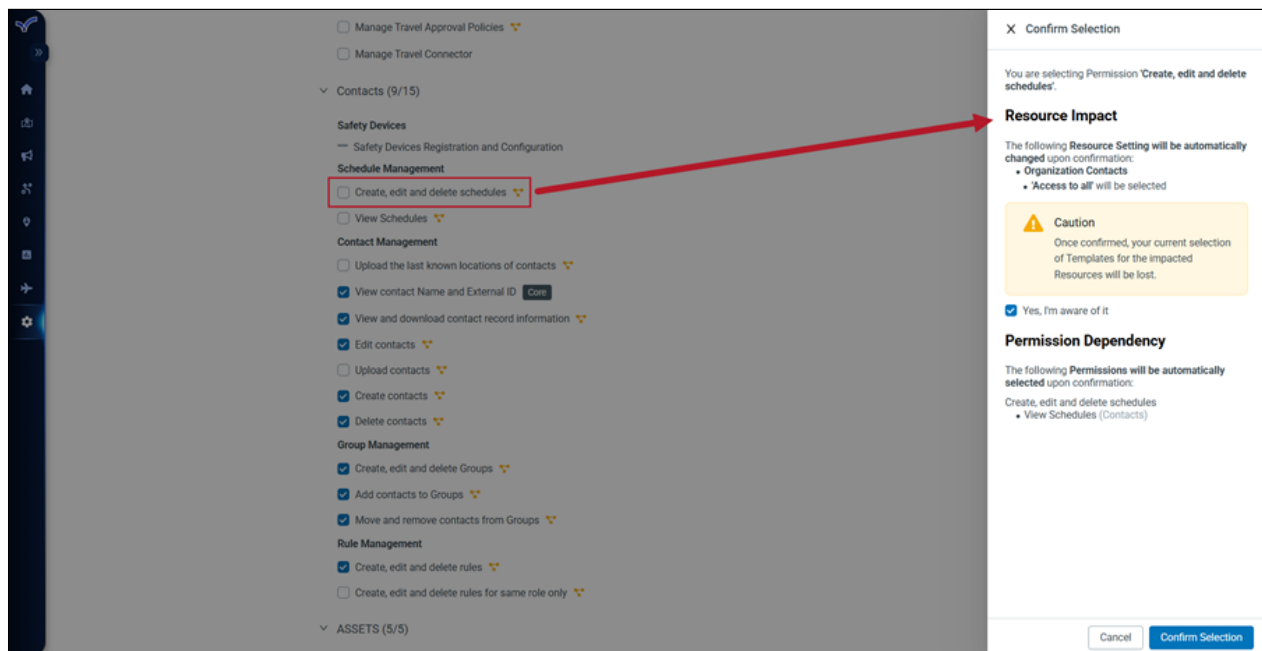 Manage Travel Approval Policies
Manage Travel Connector
Contacts (9/15)
Safety Devices
Safety Devices Registration and Configuration
Schedule Management
Create, edit and delete schedules
View Schedules
Contact Management
Upload the last known locations of contacts
View contact Name and External ID Core
View and download contact record information
Edit contacts
Upload contacts
Create contacts
Delete contacts
Group Management
Create, edit and delete Groups
Add contacts to Groups
Move and remove contacts from Groups
Rule Management
Create, edit and delete rules
Create, edit and delete rules for same role only
ASSETS (5/5)
Confirm Selection
You are selecting Permission 'Create, edit and delete
schedules'.
Resource Impact
The following Resource Setting will be automatically
changed upon confirmation:
• Organization Contacts
• 'Access to all' will be selected
Caution
Once confirmed, your current selection
of Templates for the impacted
Resources will be lost.
Yes, I'm aware of it
Permission Dependency
The following Permissions will be automatically
selected upon confirmation:
Create, edit and delete schedules
• View Schedules (Contacts)
Cancel
Confirm Selection